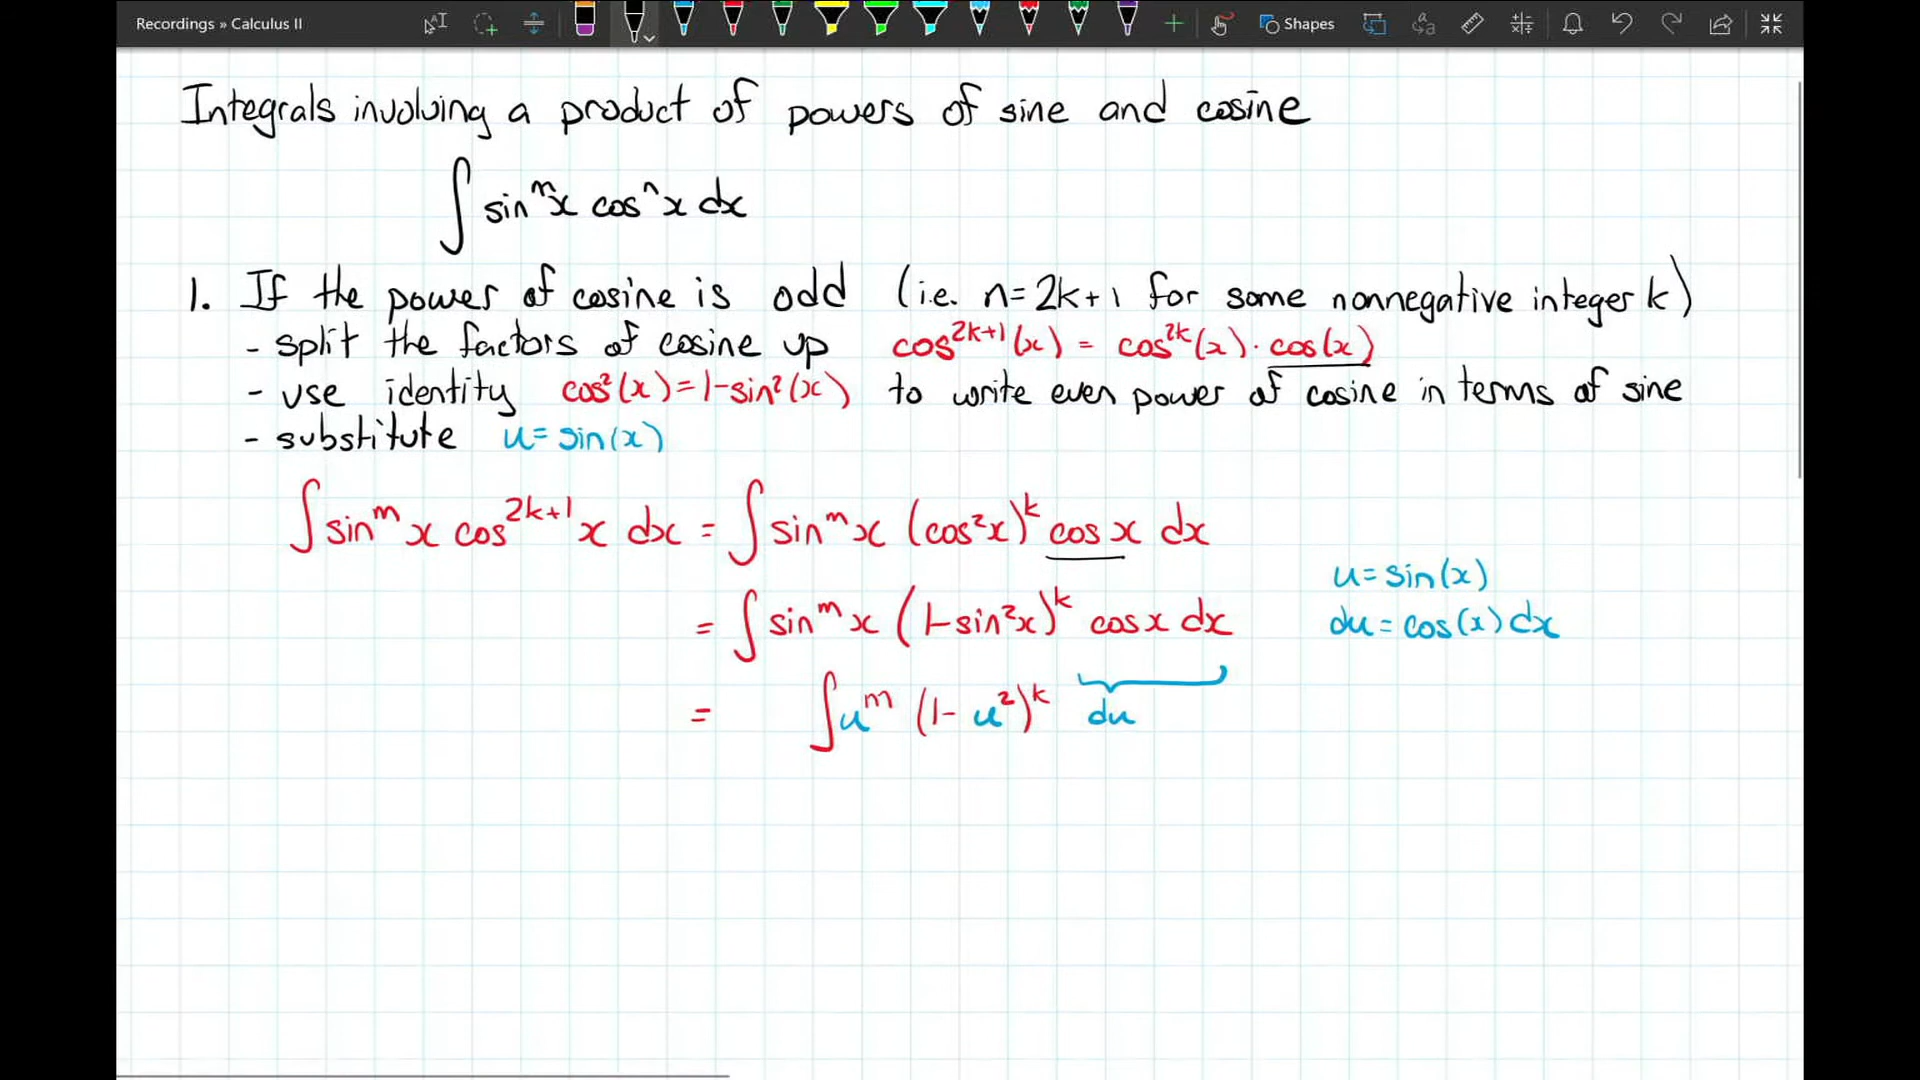 Recordings » Calculus II
Shapes
Integrals involving a product of powers of sine and cosine
∫ sinᵐx cosⁿx dx
1. If the power of cosine is odd (i.e. n=2k+1 for some nonnegative integer k)
- split the factors of cosine up cos²ᵏ⁺¹(x) = cos²ᵏ(x) · cos(x)
- use identity cos²(x)=1-sin²(x) to write even power of cosine in terms of sine
- substitute u= sin(x)
∫ sinᵐ x cos²ᵏ⁺¹ x dx = ∫ sinᵐx (cos²x)ᵏ cos x dx
u= sin(x)
= ∫ sinᵐ x (1-sin²x)ᵏ cos x dx
du = cos(x) dx
= ∫ uᵐ (1- u²)ᵏ du